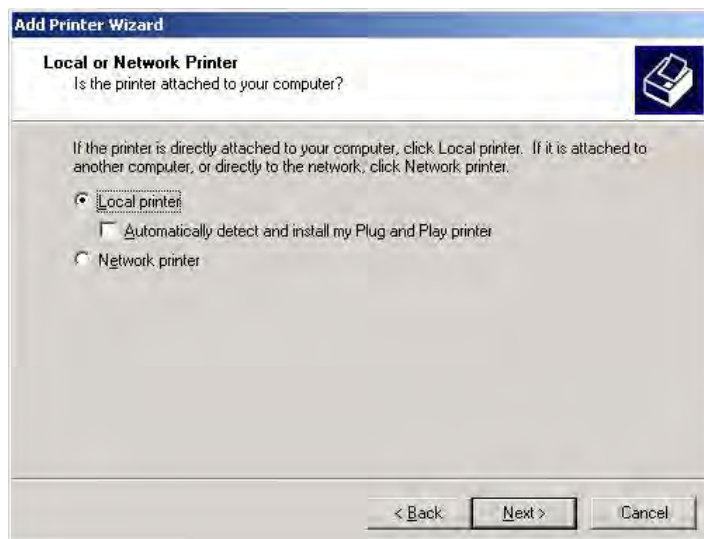 Add Printer Wizard
Local or Network Printer
Is the printer attached to your computer?
If the printer is directly attached to your computer, click Local printer. If it is attached to
another computer, or directly to the network, click Network printer.
Local printer
Automatically detect and install my Plug and Play printer
Network printer
< Back
Next >
Cancel